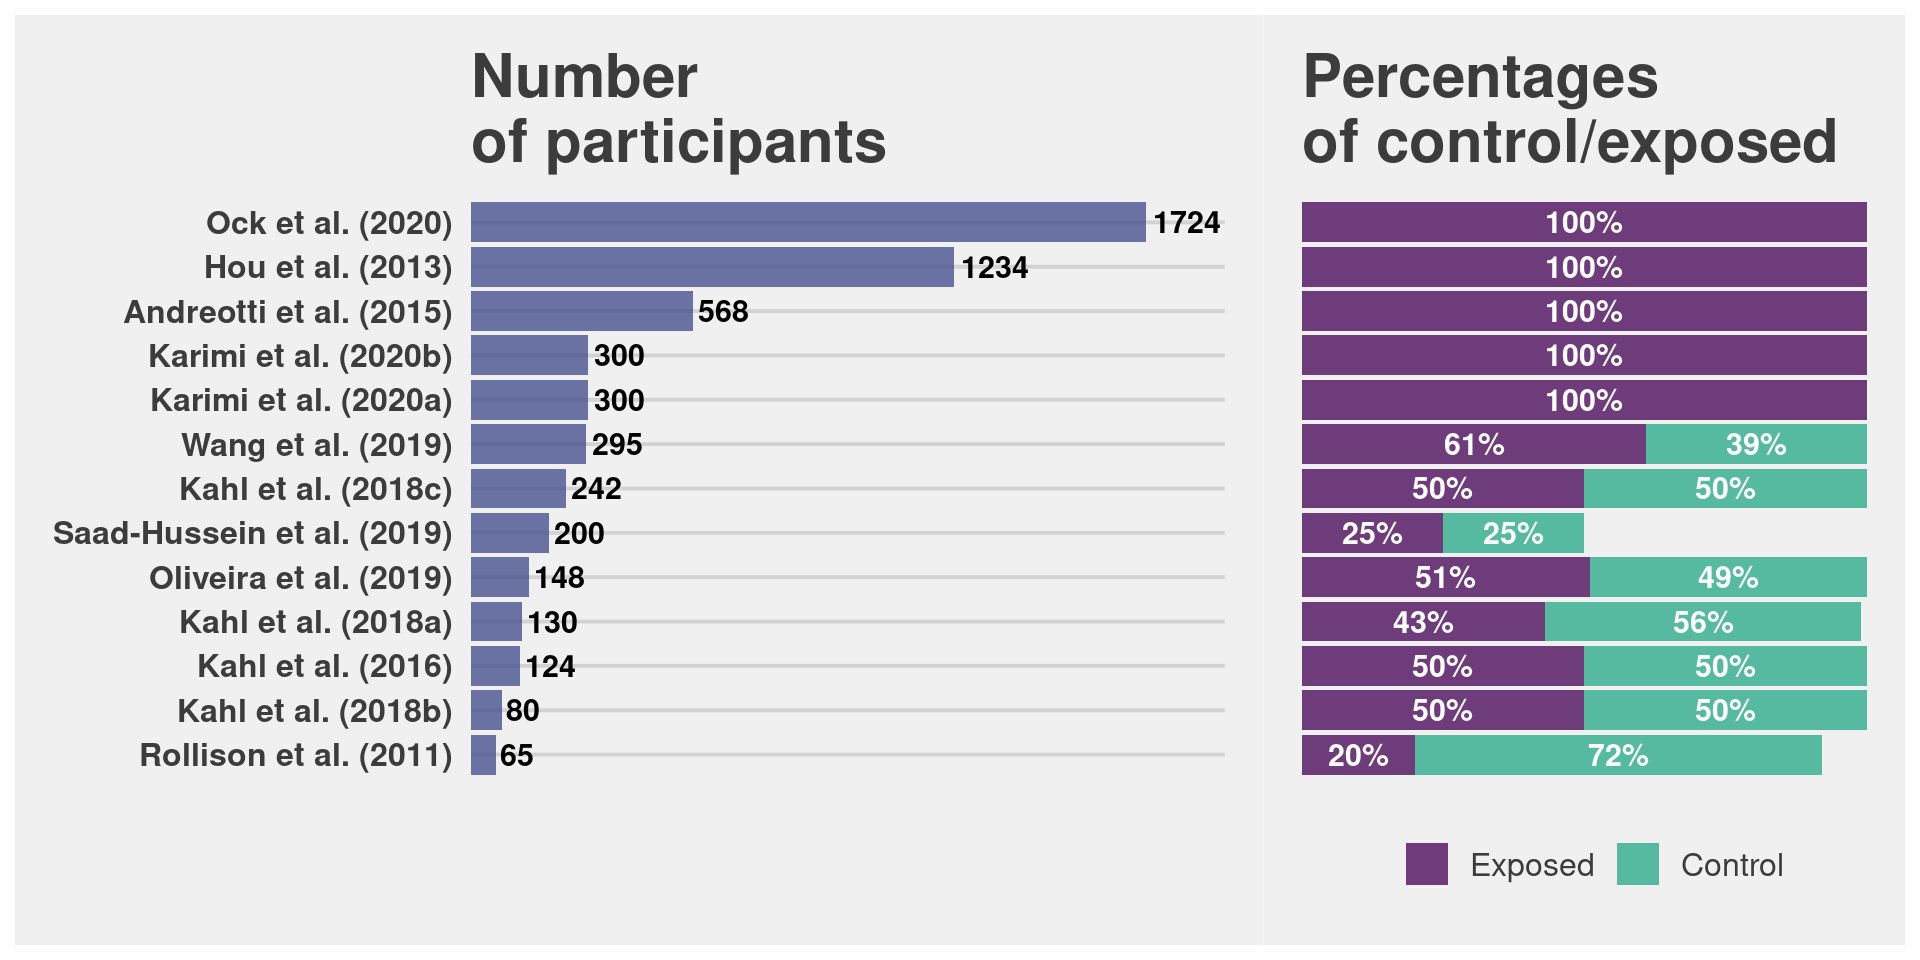 Number
of participants
Percentages
of control/exposed
Ock et al. (2020) 1724 100%
Hou et al. (2013) 1234 100%
Andreotti et al. (2015) 568 100%
Karimi et al. (2020b) 300 100%
Karimi et al. (2020a) 300 100%
Wang et al. (2019) 295 61% 39%
Kahl et al. (2018c) 242 50% 50%
Saad-Hussein et al. (2019) 200 25% 25%
Oliveira et al. (2019) 148 51% 49%
Kahl et al. (2018a) 130 43% 56%
Kahl et al. (2016) 124 50% 50%
Kahl et al. (2018b) 80 50% 50%
Rollison et al. (2011) 65 20% 72%
Exposed Control